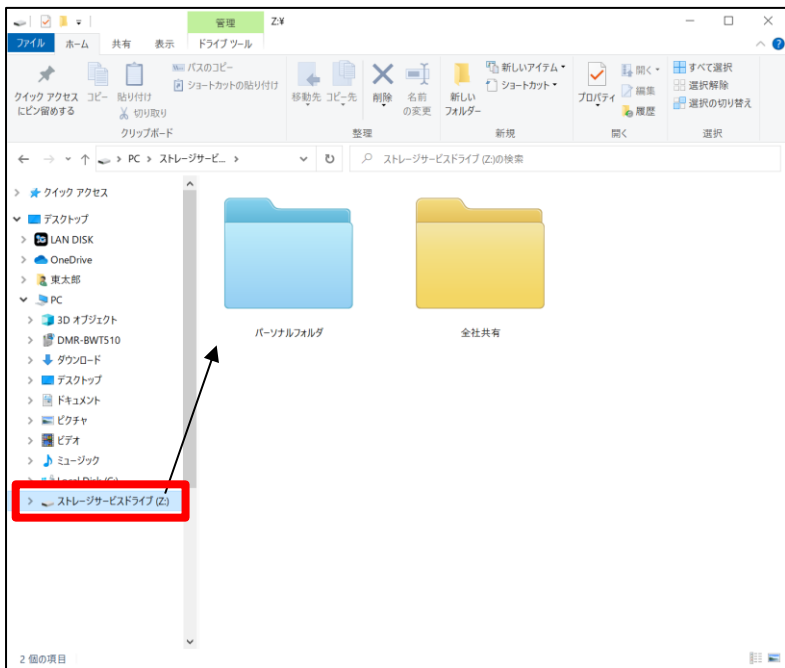 管理 Z:¥
ファイル ホーム 共有 表示 ドライブ ツール
クイック アクセス
にピン留めする
コピー
貼り付け
パスのコピー
ショートカットの貼り付け
切り取り
移動先
コピー先
削除
名前
の変更
新しい
フォルダー
新しいアイテム
ショートカット
プロパティ
開く
編集
履歴
すべて選択
選択解除
選択の切り替え
クリップボード 整理 新規 開く 選択
PC > ストレージサービ... >
ストレージサービスドライブ (Z:)の検索
クイック アクセス
デスクトップ
LAN DISK
OneDrive
東太郎
PC
3D オブジェクト
DMR-BWT510
ダウンロード
デスクトップ
ドキュメント
ピクチャ
ビデオ
ミュージック
Local Disk (C:)
ストレージサービスドライブ (Z:)
パーソナルフォルダ
全社共有
2 個の項目